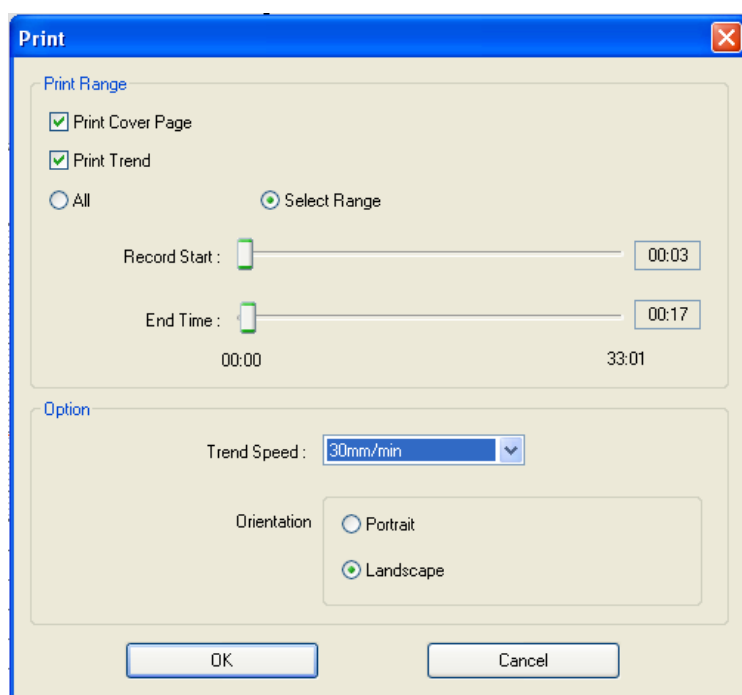 Print
Print Range
Print Cover Page
Print Trend
All Select Range
Record Start : 00:03
End Time : 00:17
00:00 33:01
Option
Trend Speed : 30mm/min
Orientation Portrait
Landscape
OK Cancel